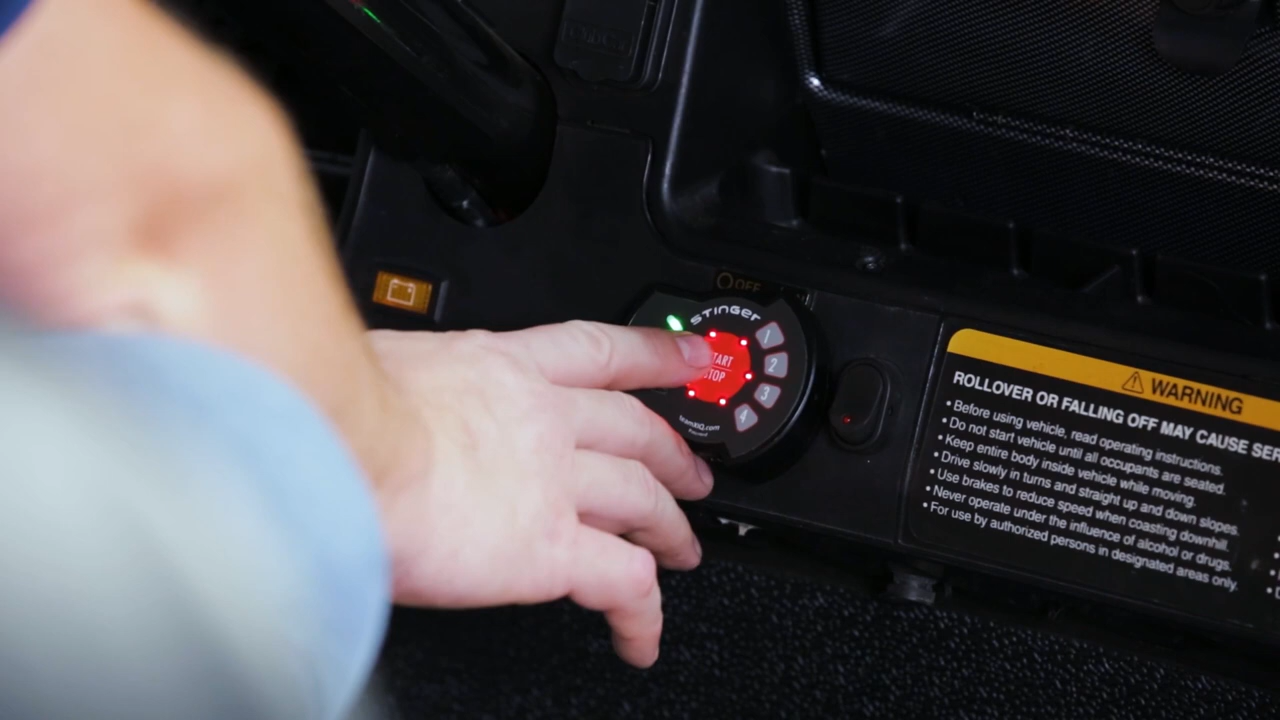 OFF
STINGER
1
2
3
4
START
STOP
teamXIQ.com
WARNING
ROLLOVER OR FALLING OFF MAY CAUSE
• Before using vehicle, read operating instructions.
• Do not start vehicle until all occupants are seated.
• Keep entire body inside vehicle while moving.
• Drive slowly in turns and straight up and down slopes.
• Use brakes to reduce speed when coasting downhill.
• Never operate under the influence of alcohol or drugs.
• For use by authorized persons in designated areas only.